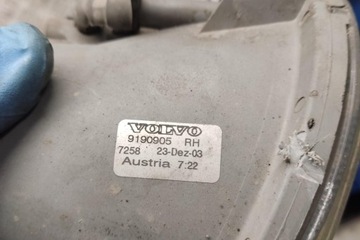 VOLVO
9190905 RH
7258 23-Dez-03
Austria 7:22